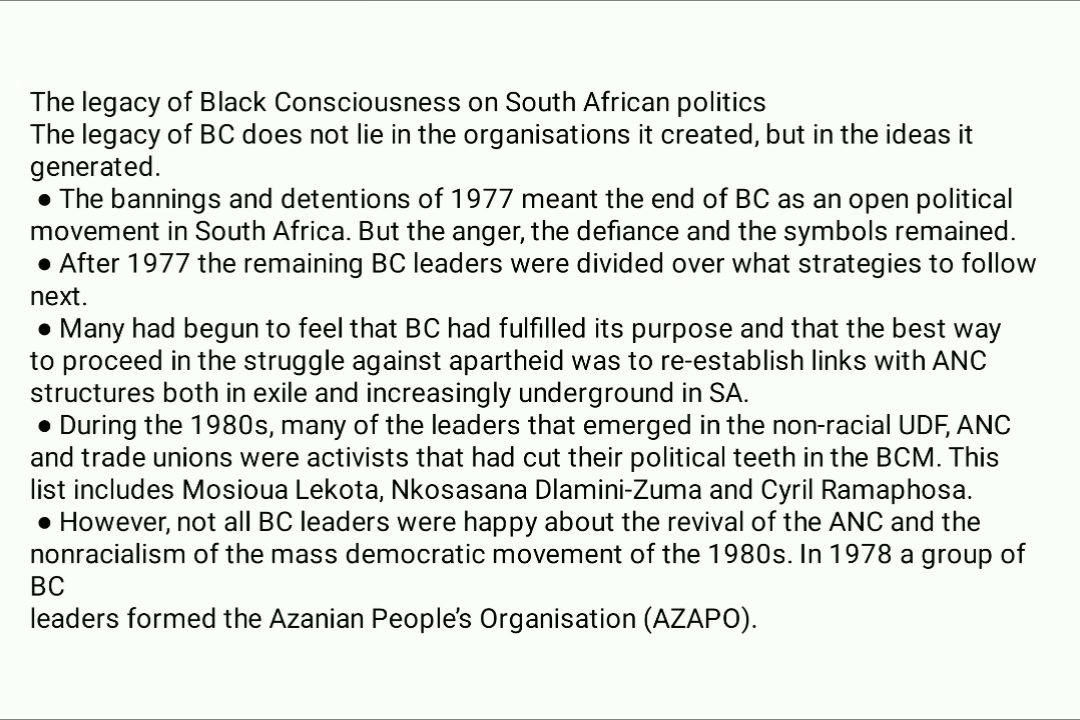 The legacy of Black Consciousness on South African politics
The legacy of BC does not lie in the organisations it created, but in the ideas it
generated.
● The bannings and detentions of 1977 meant the end of BC as an open political
movement in South Africa. But the anger, the defiance and the symbols remained.
● After 1977 the remaining BC leaders were divided over what strategies to follow
next.
● Many had begun to feel that BC had fulfilled its purpose and that the best way
to proceed in the struggle against apartheid was to re-establish links with ANC
structures both in exile and increasingly underground in SA.
● During the 1980s, many of the leaders that emerged in the non-racial UDF, ANC
and trade unions were activists that had cut their political teeth in the BCM. This
list includes Mosioua Lekota, Nkosasana Dlamini-Zuma and Cyril Ramaphosa.
● However, not all BC leaders were happy about the revival of the ANC and the
nonracialism of the mass democratic movement of the 1980s. In 1978 a group of
BC
leaders formed the Azanian People’s Organisation (AZAPO).